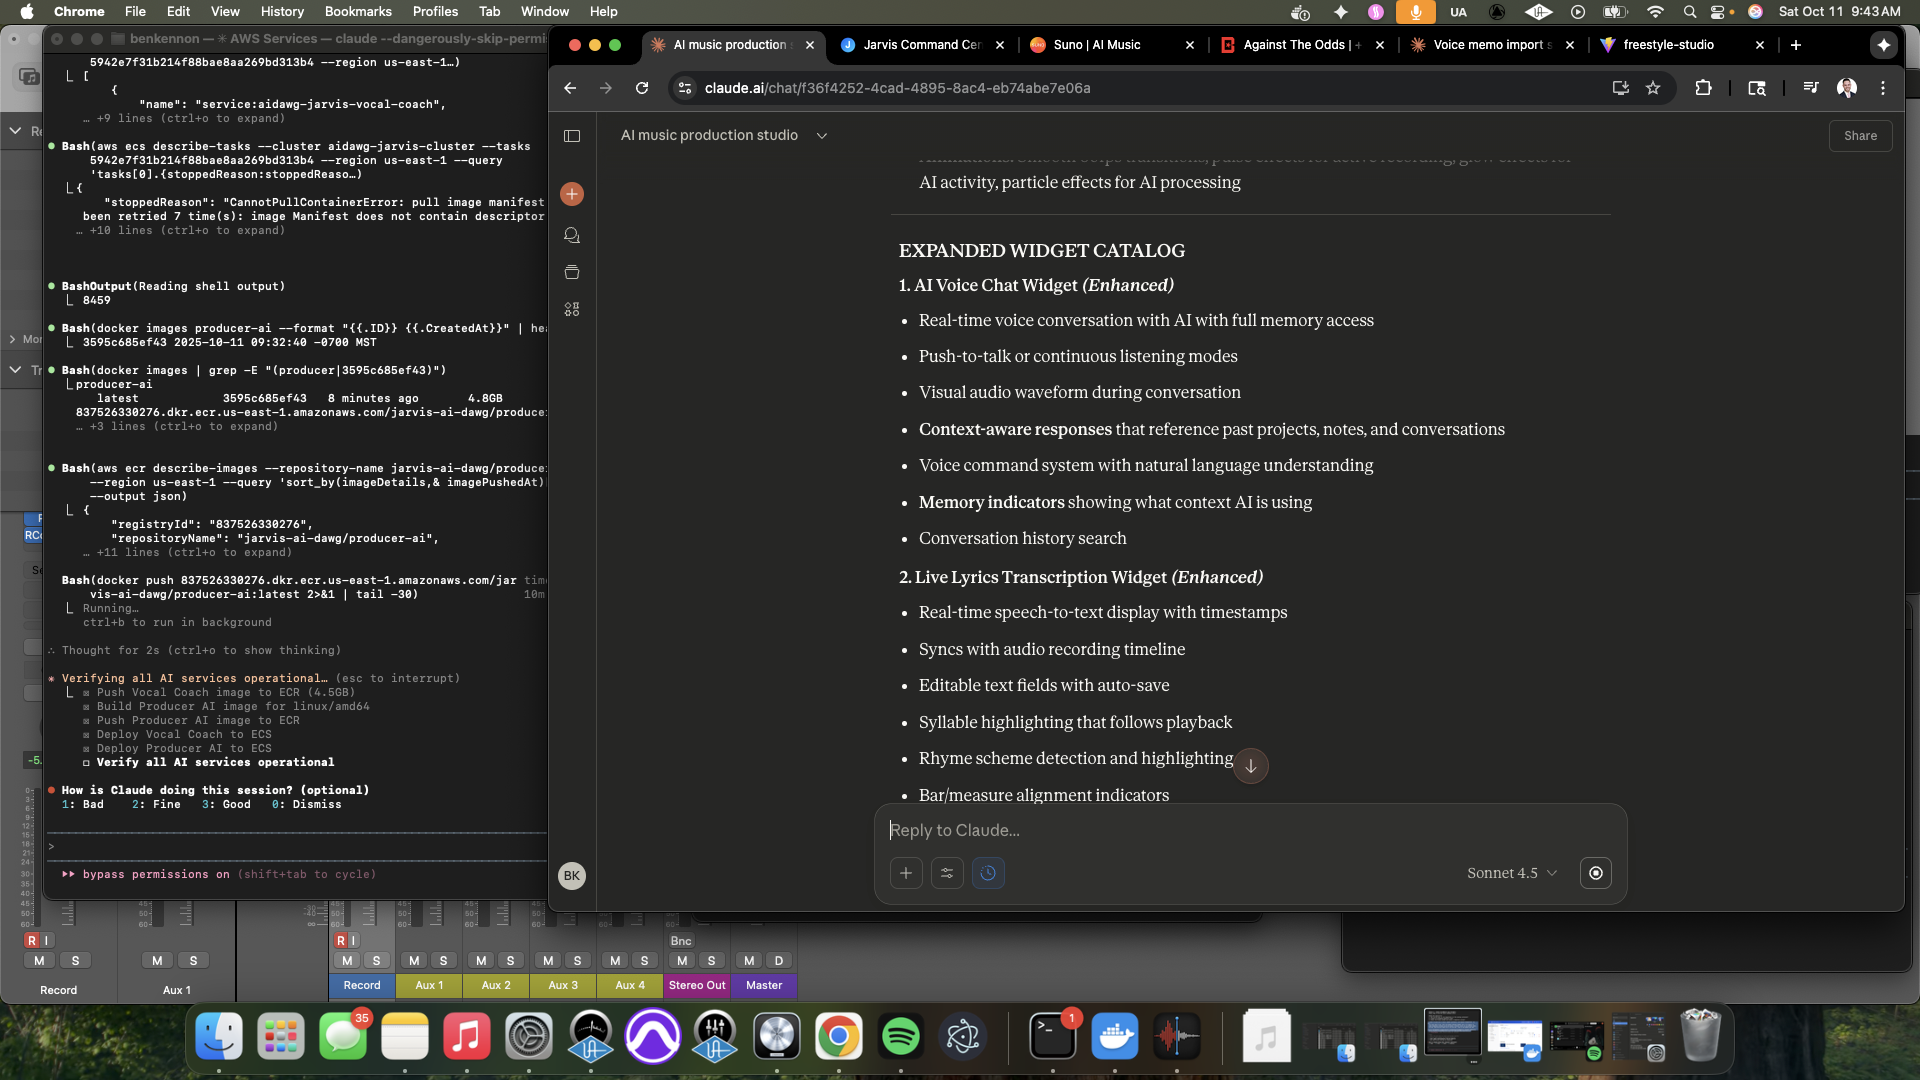 Chrome File Edit View History Bookmarks Profiles Tab Window Help
UA
Sat Oct 11 9:43 AM
benkennon — ✳ AWS Services — claude --dangerously-skip-permis
5942e7f31b214f88bae8aa269bd313b4 --region us-east-1…)
[
{
"name": "service:aidawg-jarvis-vocal-coach",
… +9 lines (ctrl+o to expand)
Bash(aws ecs describe-tasks --cluster aidawg-jarvis-cluster --tasks
5942e7f31b214f88bae8aa269bd313b4 --region us-east-1 --query
'tasks[0].{stoppedReason:stoppedReaso…)
{
"stoppedReason": "CannotPullContainerError: pull image manifest
been retried 7 time(s): image Manifest does not contain descriptor
… +10 lines (ctrl+o to expand)
BashOutput(Reading shell output)
8459
Bash(docker images producer-ai --format "{{.ID}} {{.CreatedAt}}" | hea
3595c685ef43 2025-10-11 09:32:40 -0700 MST
Bash(docker images | grep -E "(producer|3595c685ef43)")
producer-ai
latest 3595c685ef43 8 minutes ago 4.8GB
837526330276.dkr.ecr.us-east-1.amazonaws.com/jarvis-ai-dawg/producer
… +3 lines (ctrl+o to expand)
Bash(aws ecr describe-images --repository-name jarvis-ai-dawg/producer
--region us-east-1 --query 'sort_by(imageDetails,& imagePushedAt)
--output json)
{
"registryId": "837526330276",
"repositoryName": "jarvis-ai-dawg/producer-ai",
… +11 lines (ctrl+o to expand)
Bash(docker push 837526330276.dkr.ecr.us-east-1.amazonaws.com/jar time
vis-ai-dawg/producer-ai:latest 2>&1 | tail -30) 10m
Running…
ctrl+b to run in background
∴ Thought for 2s (ctrl+o to show thinking)
✳ Verifying all AI services operational… (esc to interrupt)
☒ Push Vocal Coach image to ECR (4.5GB)
☒ Build Producer AI image for linux/amd64
☒ Push Producer AI image to ECR
☒ Deploy Vocal Coach to ECS
☒ Deploy Producer AI to ECS
☐ Verify all AI services operational
How is Claude doing this session? (optional)
1: Bad 2: Fine 3: Good 0: Dismiss
>
bypass permissions on (shift+tab to cycle)
AI music production s
Jarvis Command Cen
Suno | AI Music
Against The Odds | +
Voice memo import s
freestyle-studio
claude.ai/chat/f36f4252-4cad-4895-8ac4-eb74abe7e06a
AI music production studio
Share
AI activity, particle effects for AI processing
EXPANDED WIDGET CATALOG
1. AI Voice Chat Widget (Enhanced)
• Real-time voice conversation with AI with full memory access
• Push-to-talk or continuous listening modes
• Visual audio waveform during conversation
• Context-aware responses that reference past projects, notes, and conversations
• Voice command system with natural language understanding
• Memory indicators showing what context AI is using
• Conversation history search
2. Live Lyrics Transcription Widget (Enhanced)
• Real-time speech-to-text display with timestamps
• Syncs with audio recording timeline
• Editable text fields with auto-save
• Syllable highlighting that follows playback
• Rhyme scheme detection and highlighting
• Bar/measure alignment indicators
Reply to Claude...
Sonnet 4.5
BK
R I
R I
Bnc
M S M S M S M S M S M S M S M S M D
Record Aux 1 Record Aux 1 Aux 2 Aux 3 Aux 4 Stereo Out Master
35
1